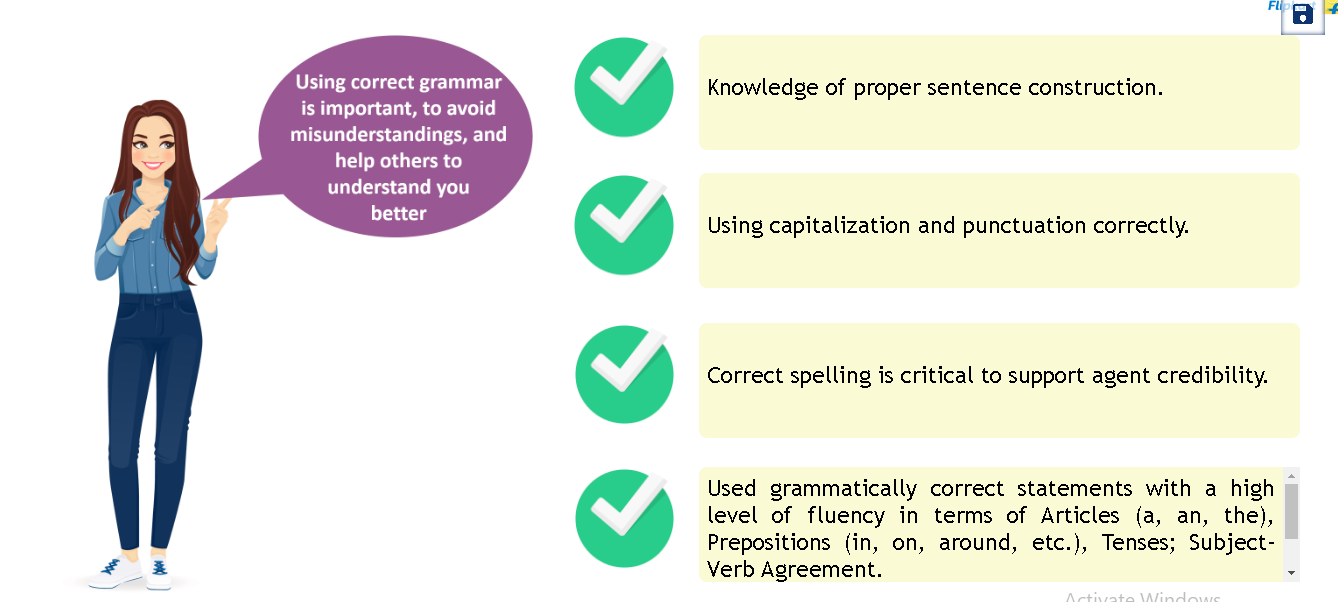 Using correct grammar
is important, to avoid
misunderstandings, and
help others to
understand you
better
Knowledge of proper sentence construction.
Using capitalization and punctuation correctly.
Correct spelling is critical to support agent credibility.
Used grammatically correct statements with a high
level of fluency in terms of Articles (a, an, the),
Prepositions (in, on, around, etc.), Tenses; Subject-
Verb Agreement.
Activate Windows